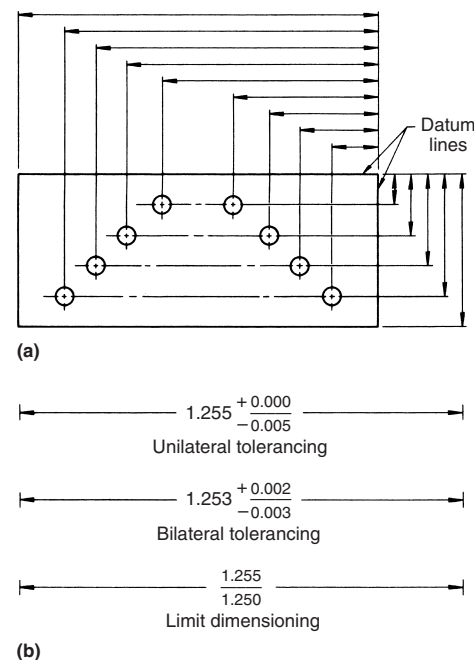 Datum
lines
(a)
1.255 +0.000
−0.005
Unilateral tolerancing
1.253 +0.002
−0.003
Bilateral tolerancing
1.255
1.250
Limit dimensioning
(b)